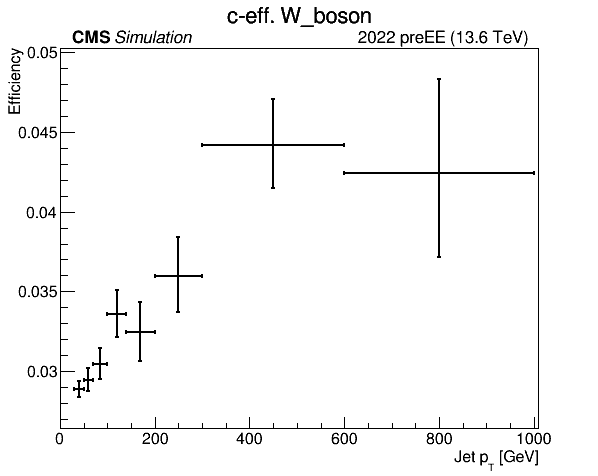 c-eff. W_boson
CMS Simulation
2022 preEE (13.6 TeV)
Efficiency
0.05
0.045
0.04
0.035
0.03
0 200 400 600 800 1000
Jet p_T [GeV]